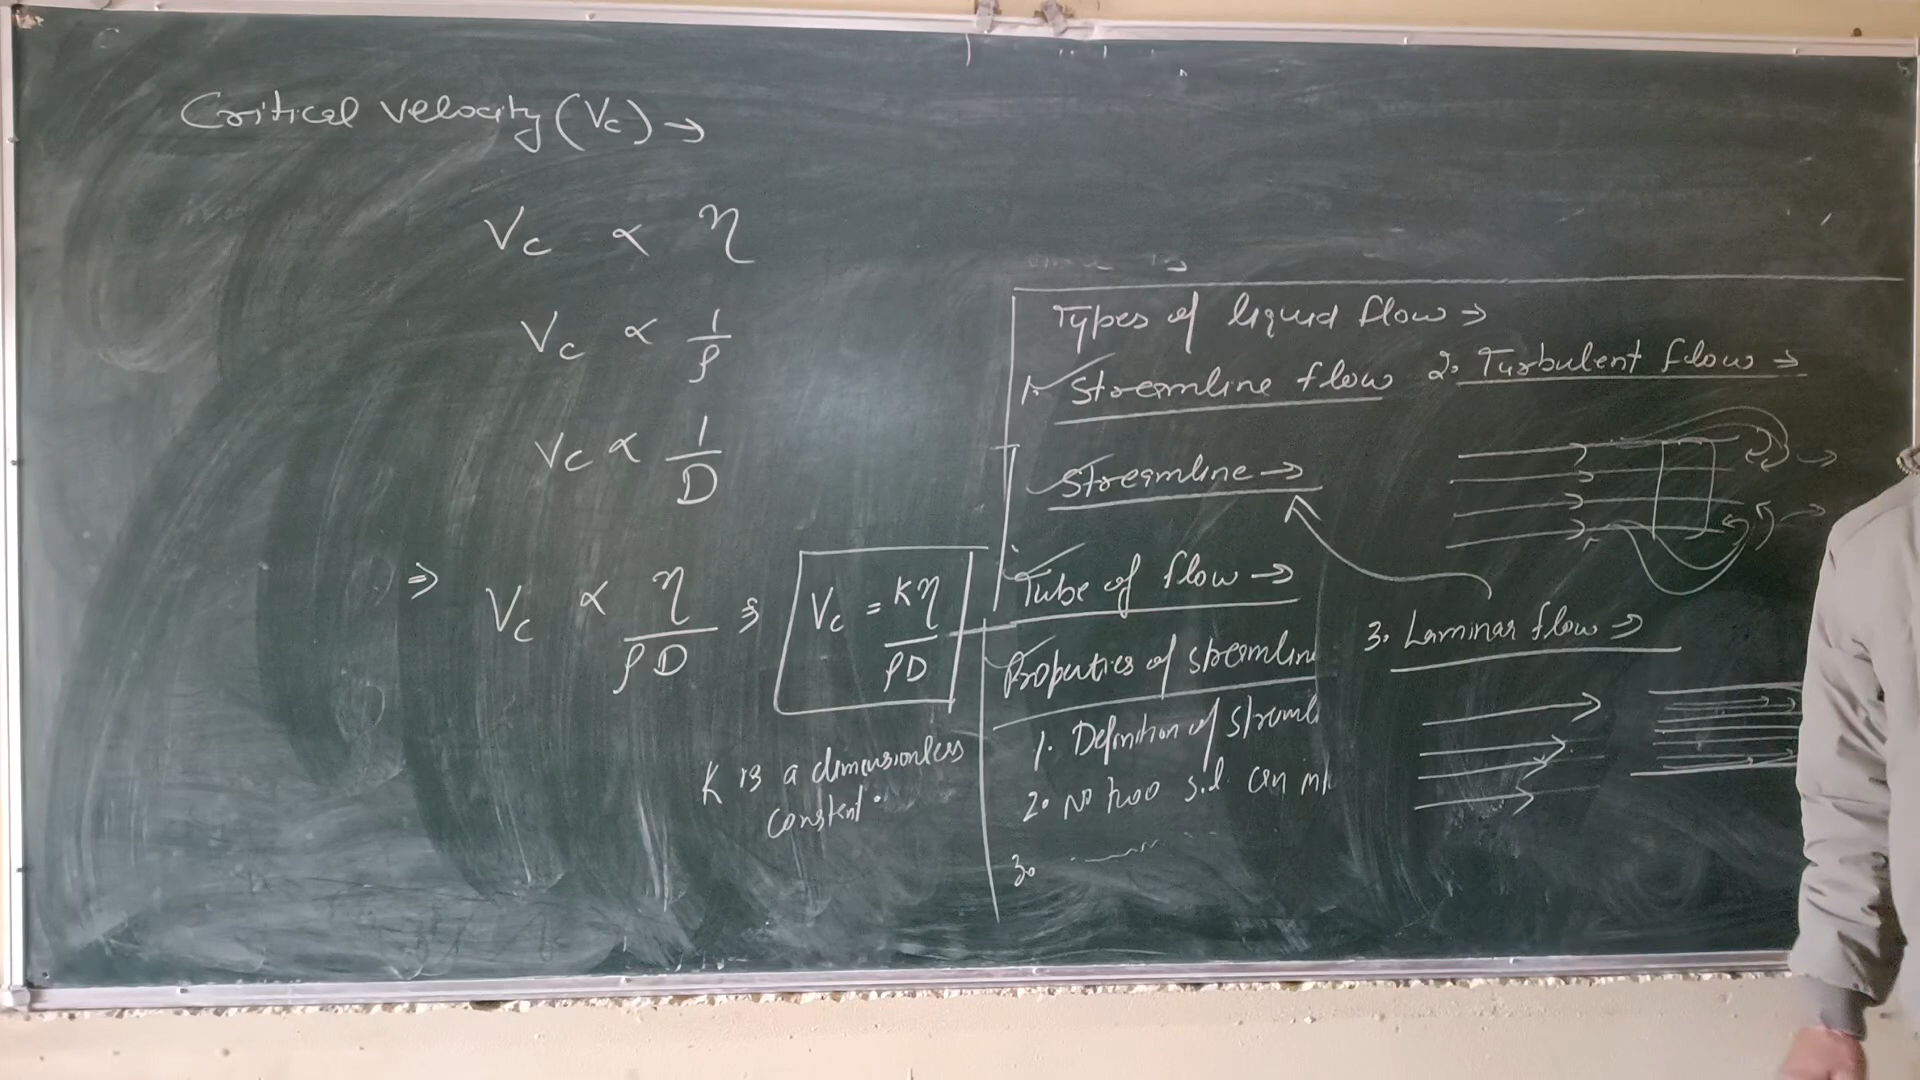 Critical velocity (Vc) →
Vc ∝ η
Vc ∝ 1/ρ
Vc ∝ 1/D
⇒ Vc ∝ η/ρD ; Vc = Kη/ρD
K is a dimensionless
constant.
Types of liquid flow →
1. Streamline flow
Streamline →
Tube of flow →
Properties of streamline
1. Definition of streaml
2. No two s.l. can int
3.
2. Turbulent flow →
3. Laminar flow →